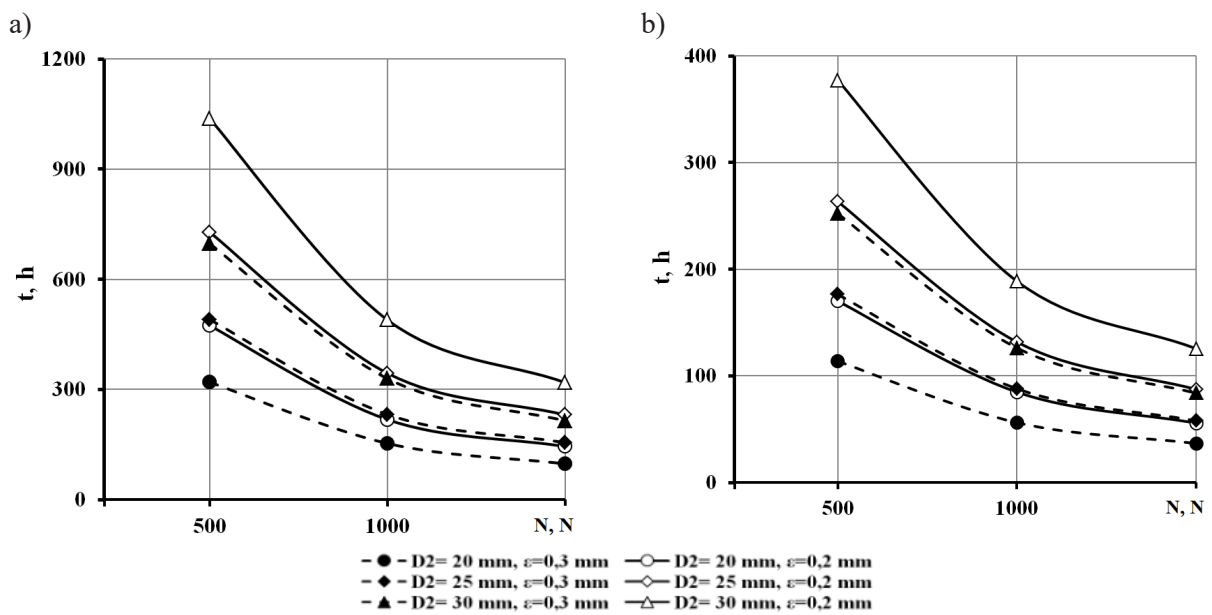 a)
1200
900
600
300
0
t, h
500
1000
N, N
b)
400
300
200
100
0
t, h
500
1000
N, N
D2= 20 mm, ε=0,3 mm
D2= 20 mm, ε=0,2 mm
D2= 25 mm, ε=0,3 mm
D2= 25 mm, ε=0,2 mm
D2= 30 mm, ε=0,3 mm
D2= 30 mm, ε=0,2 mm